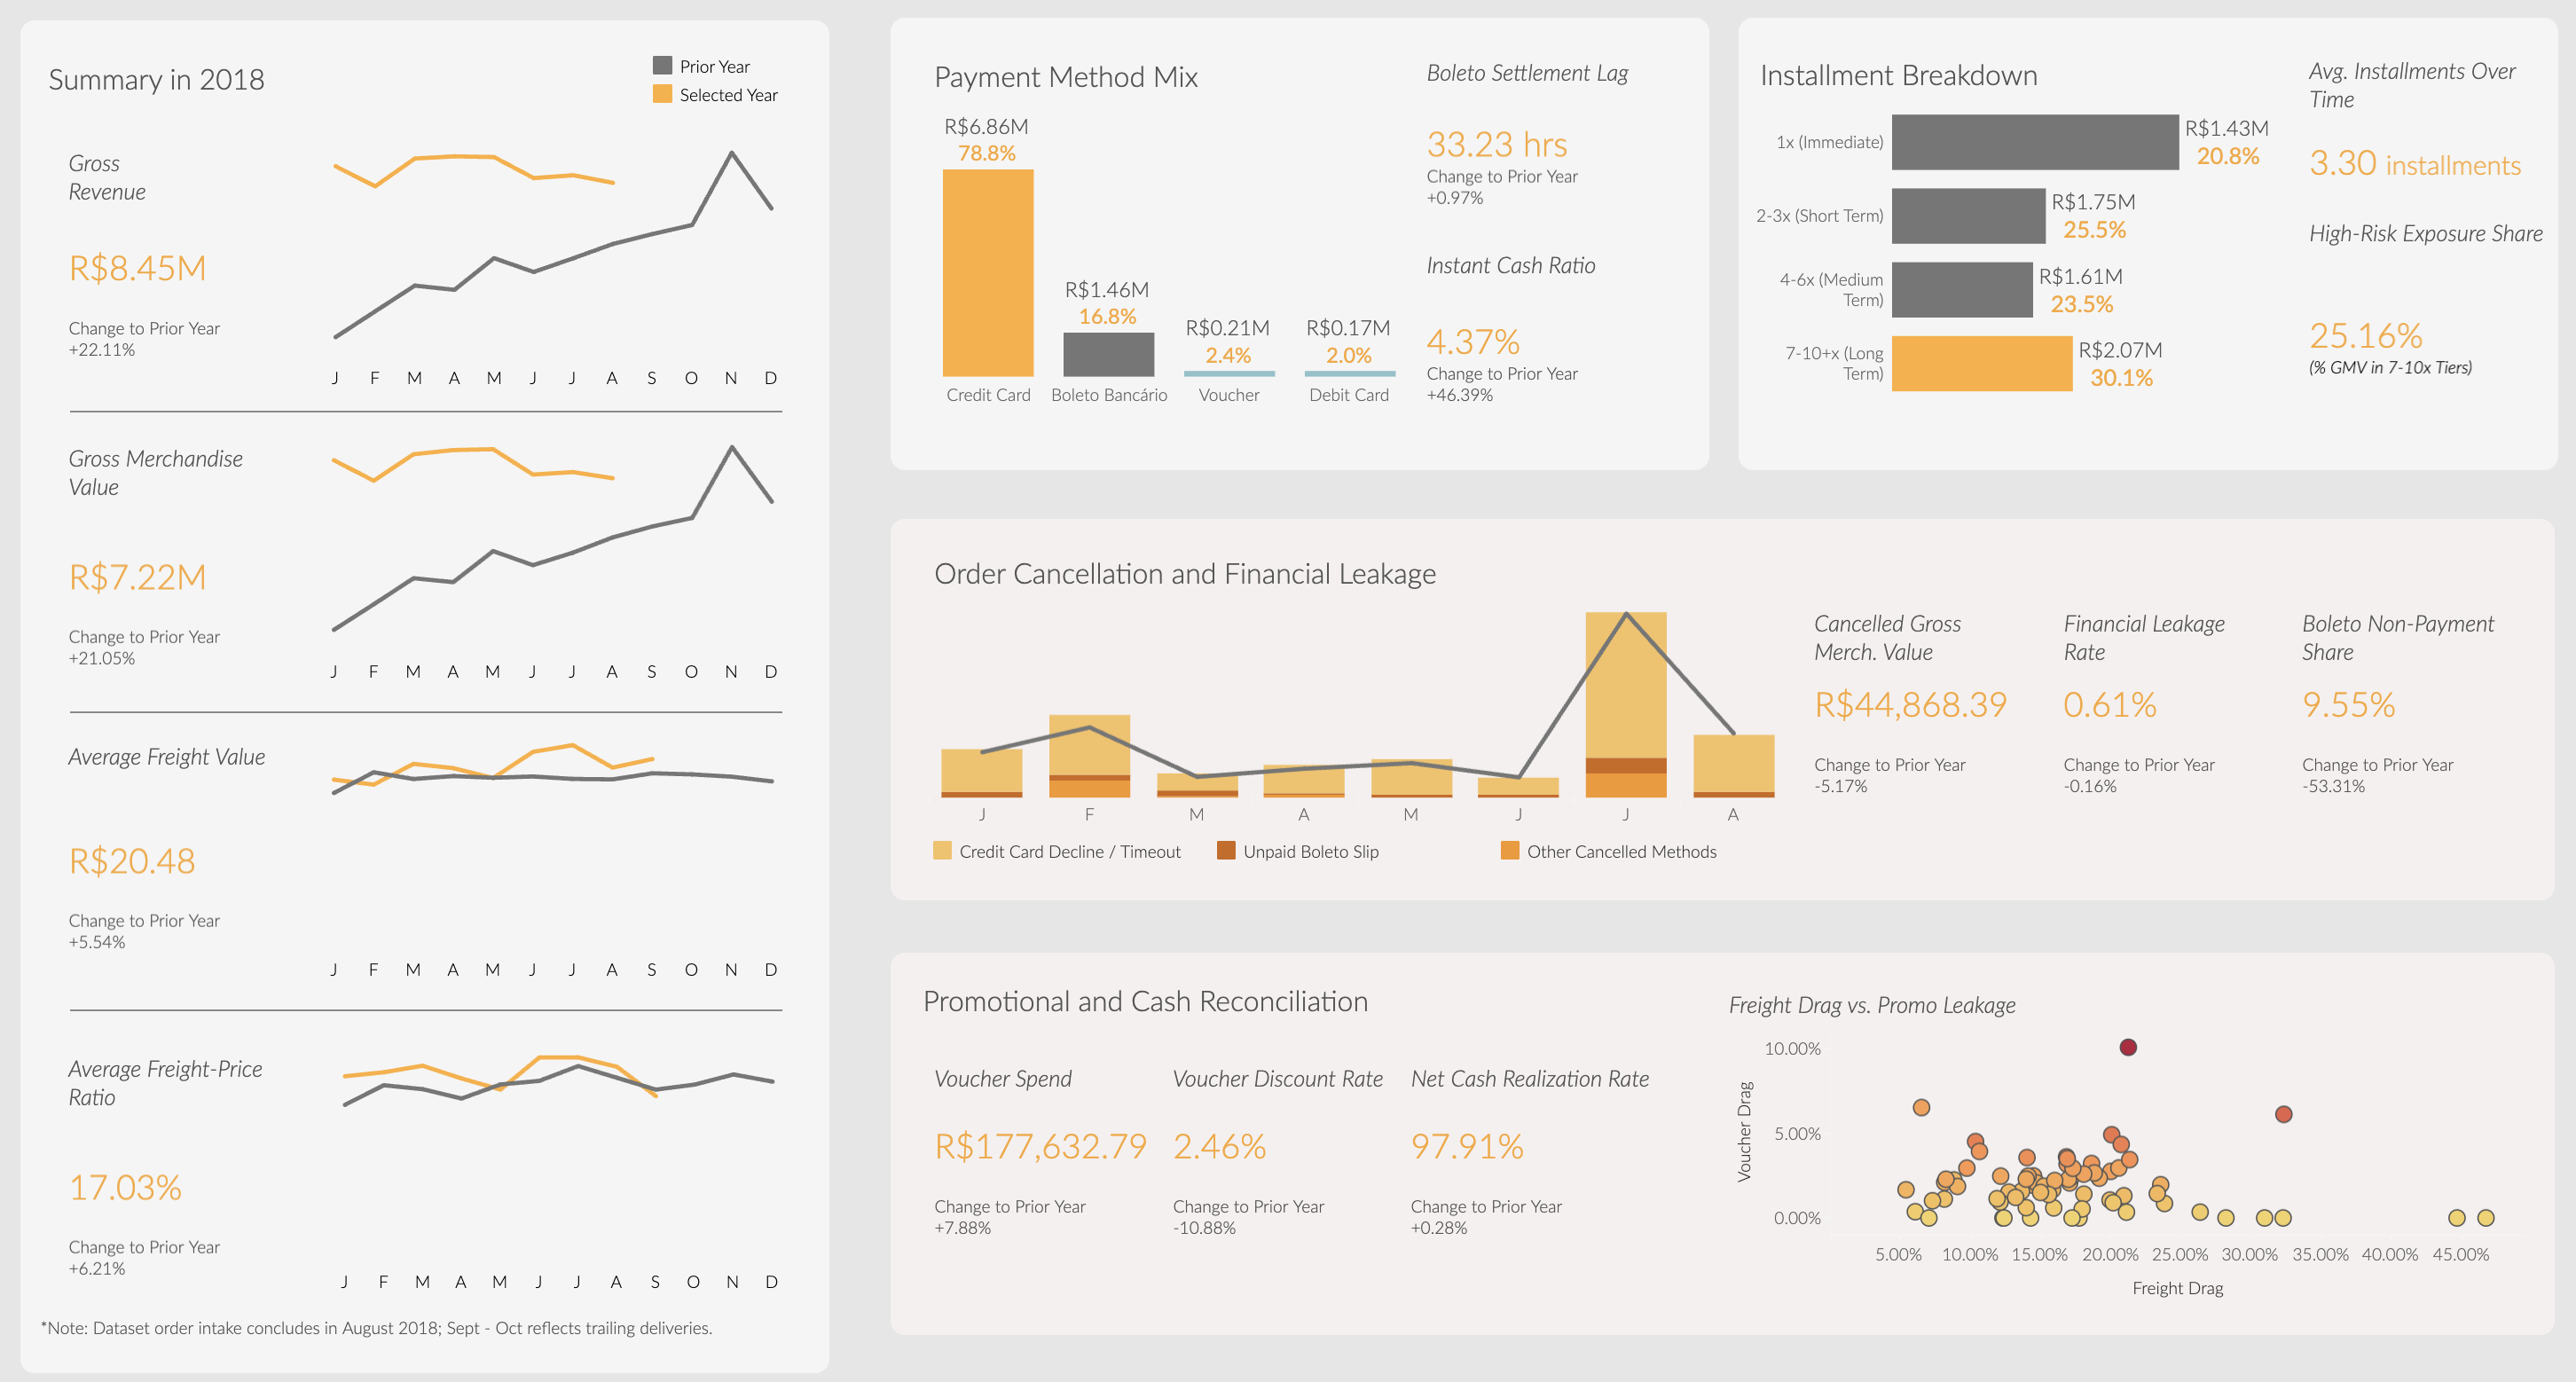 Summary in 2018
Prior Year
Selected Year
Gross
Revenue
R$8.45M
Change to Prior Year
+22.11%
J F M A M J J A S O N D
Gross Merchandise
Value
R$7.22M
Change to Prior Year
+21.05%
J F M A M J J A S O N D
Average Freight Value
R$20.48
Change to Prior Year
+5.54%
J F M A M J J A S O N D
Average Freight-Price
Ratio
17.03%
Change to Prior Year
+6.21%
J F M A M J J A S O N D
*Note: Dataset order intake concludes in August 2018; Sept - Oct reflects trailing deliveries.
Payment Method Mix
R$6.86M
78.8%
R$1.46M
16.8%
R$0.21M
2.4%
R$0.17M
2.0%
Credit Card
Boleto Bancário
Voucher
Debit Card
Boleto Settlement Lag
33.23 hrs
Change to Prior Year
+0.97%
Instant Cash Ratio
4.37%
Change to Prior Year
+46.39%
Installment Breakdown
1x (Immediate)
R$1.43M
20.8%
2-3x (Short Term)
R$1.75M
25.5%
4-6x (Medium
Term)
R$1.61M
23.5%
7-10+x (Long
Term)
R$2.07M
30.1%
Avg. Installments Over
Time
3.30 installments
High-Risk Exposure Share
25.16%
(% GMV in 7-10x Tiers)
Order Cancellation and Financial Leakage
J F M A M J J A
Credit Card Decline / Timeout
Unpaid Boleto Slip
Other Cancelled Methods
Cancelled Gross
Merch. Value
R$44,868.39
Change to Prior Year
-5.17%
Financial Leakage
Rate
0.61%
Change to Prior Year
-0.16%
Boleto Non-Payment
Share
9.55%
Change to Prior Year
-53.31%
Promotional and Cash Reconciliation
Voucher Spend
R$177,632.79
Change to Prior Year
+7.88%
Voucher Discount Rate
2.46%
Change to Prior Year
-10.88%
Net Cash Realization Rate
97.91%
Change to Prior Year
+0.28%
Freight Drag vs. Promo Leakage
Voucher Drag
10.00%
5.00%
0.00%
5.00% 10.00% 15.00% 20.00% 25.00% 30.00% 35.00% 40.00% 45.00%
Freight Drag